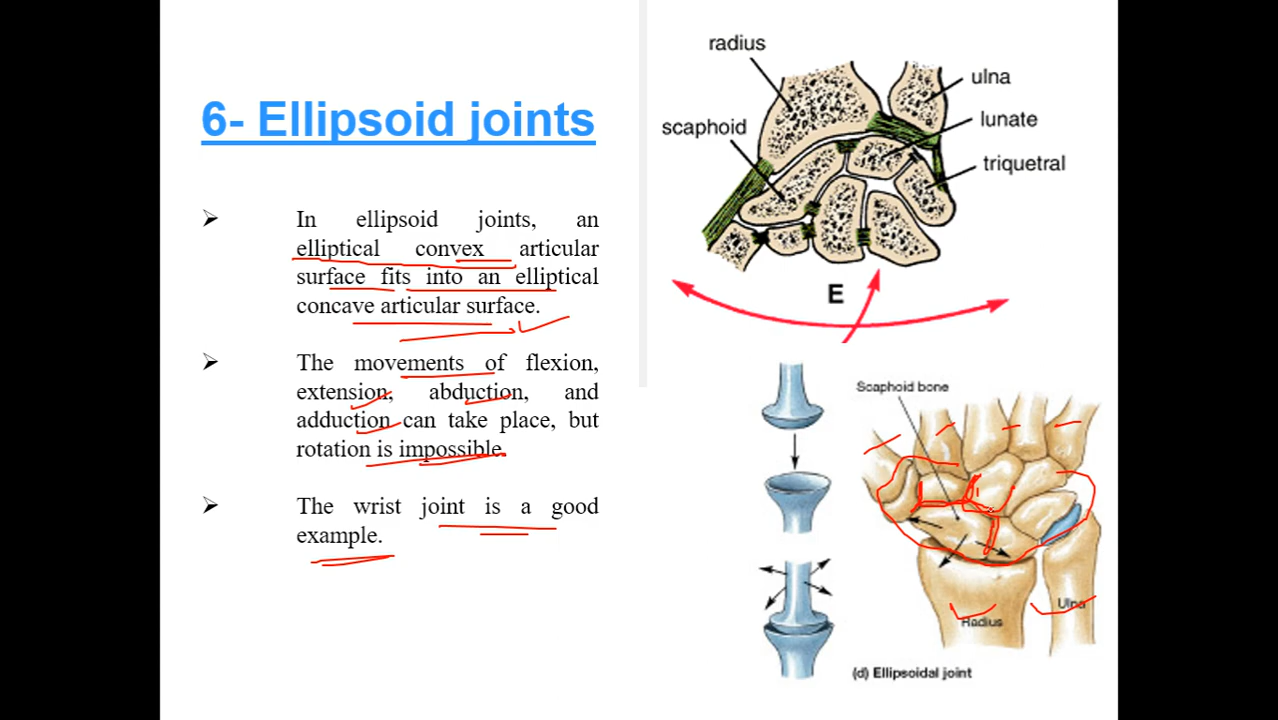 6- Ellipsoid joints
➢ In ellipsoid joints, an
elliptical convex articular
surface fits into an elliptical
concave articular surface.
➢ The movements of flexion,
extension, abduction, and
adduction can take place, but
rotation is impossible.
➢ The wrist joint is a good
example.
radius
ulna
scaphoid
lunate
triquetral
E
Scaphoid bone
Ulna
Radius
(d) Ellipsoidal joint